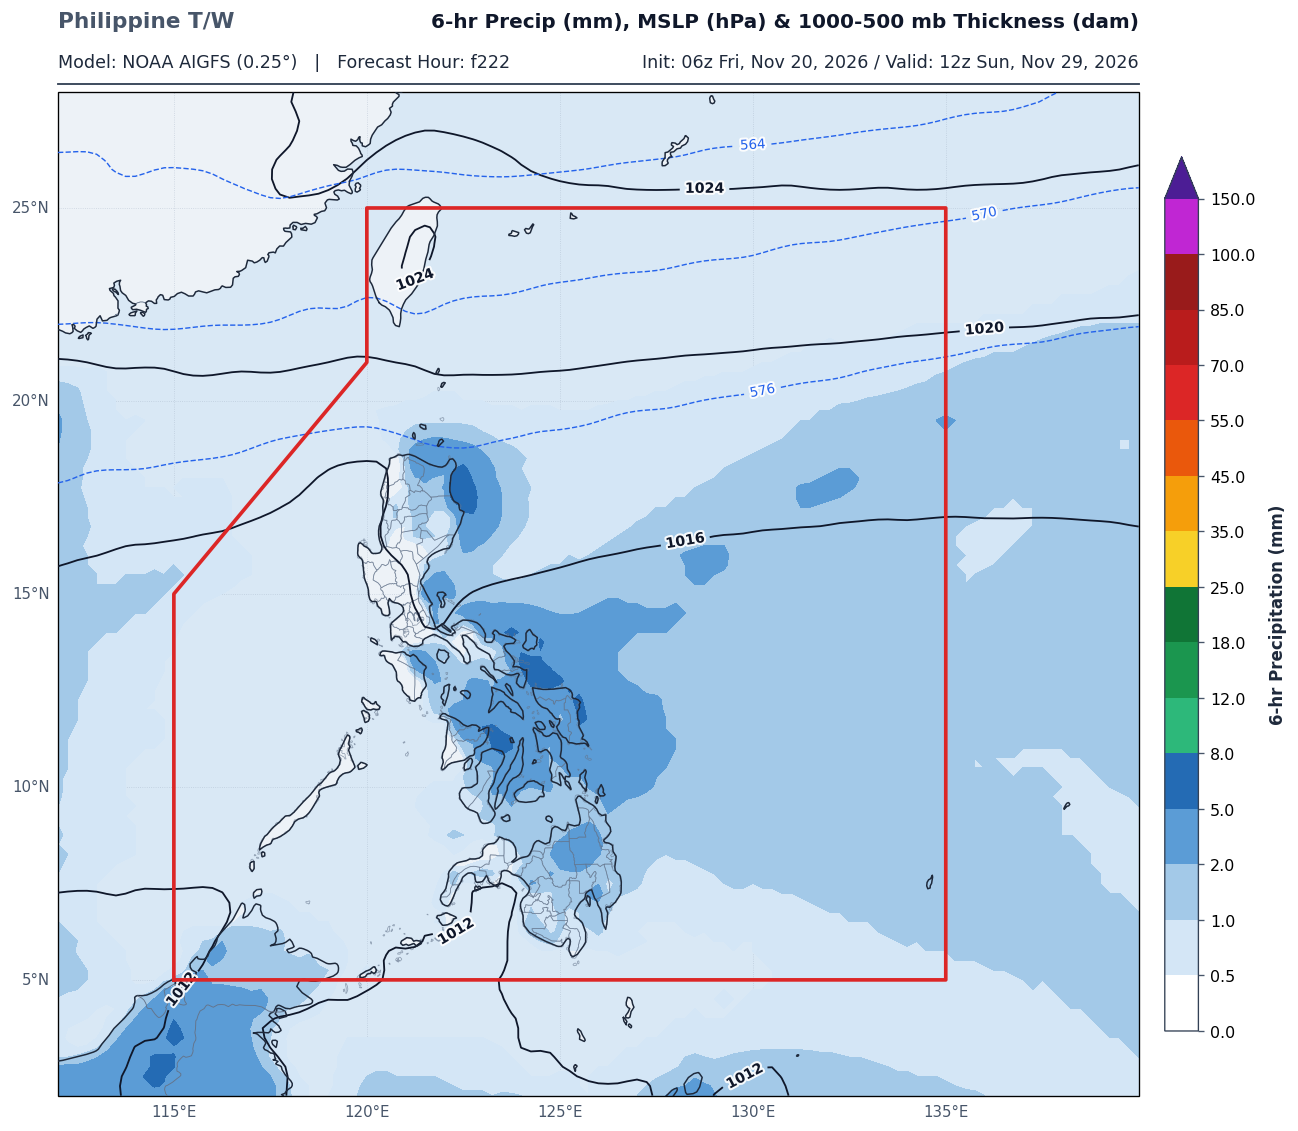 Philippine T/W
6-hr Precip (mm), MSLP (hPa) & 1000-500 mb Thickness (dam)
Model: NOAA AIGFS (0.25°) | Forecast Hour: f222
Init: 06z Fri, Nov 20, 2026 / Valid: 12z Sun, Nov 29, 2026
564
1024
570
1024
1020
576
1016
1012
1012
1012
25°N
20°N
15°N
10°N
5°N
115°E
120°E
125°E
130°E
135°E
150.0
100.0
85.0
70.0
55.0
45.0
35.0
25.0
18.0
12.0
8.0
5.0
2.0
1.0
0.5
0.0
6-hr Precipitation (mm)